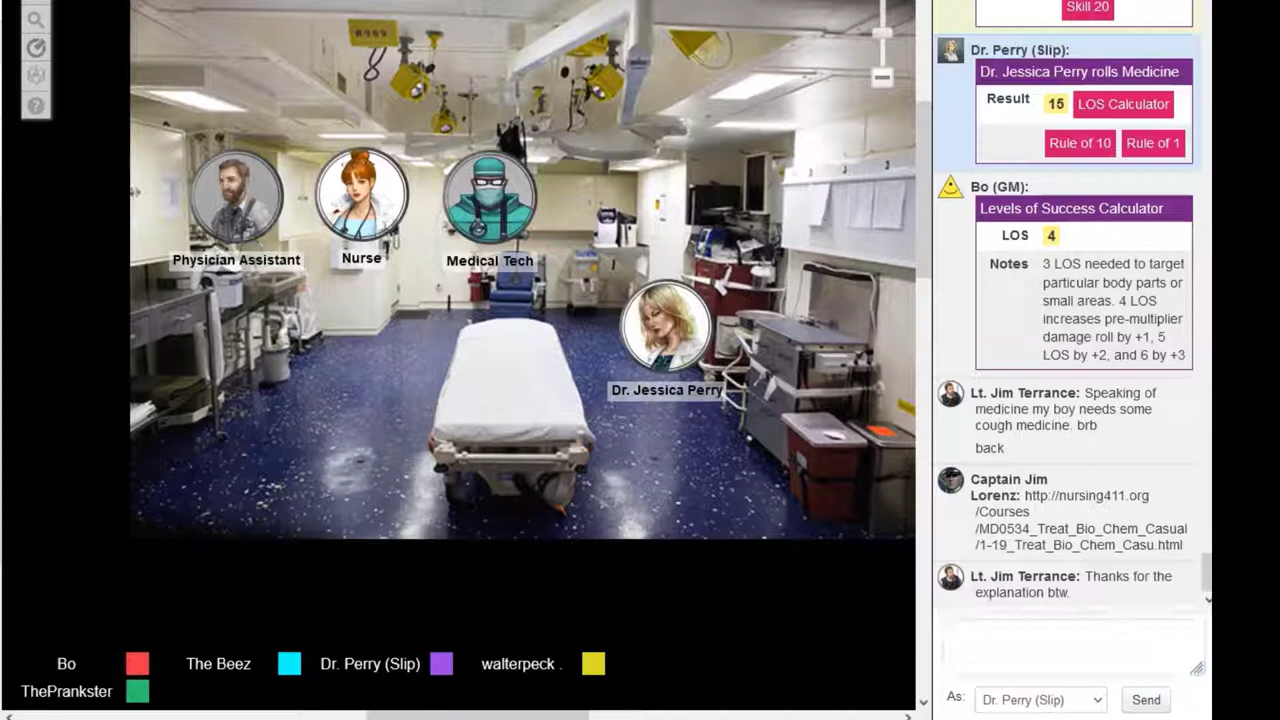 Skill 20
Dr. Perry (Slip):
Dr. Jessica Perry rolls Medicine
Result 15 LOS Calculator
Rule of 10 Rule of 1
Bo (GM):
Levels of Success Calculator
LOS 4
Notes 3 LOS needed to target
particular body parts or
small areas. 4 LOS
increases pre-multiplier
damage roll by +1, 5
LOS by +2, and 6 by +3
Lt. Jim Terrance: Speaking of
medicine my boy needs some
cough medicine. brb
back
Captain Jim
Lorenz: http://nursing411.org
/Courses
/MD0534_Treat_Bio_Chem_Casual
/1-19_Treat_Bio_Chem_Casu.html
Lt. Jim Terrance: Thanks for the
explanation btw.
As: Dr. Perry (Slip) Send
Physician Assistant
Nurse
Medical Tech
Dr. Jessica Perry
Bo
The Beez
Dr. Perry (Slip)
walterpeck .
ThePrankster